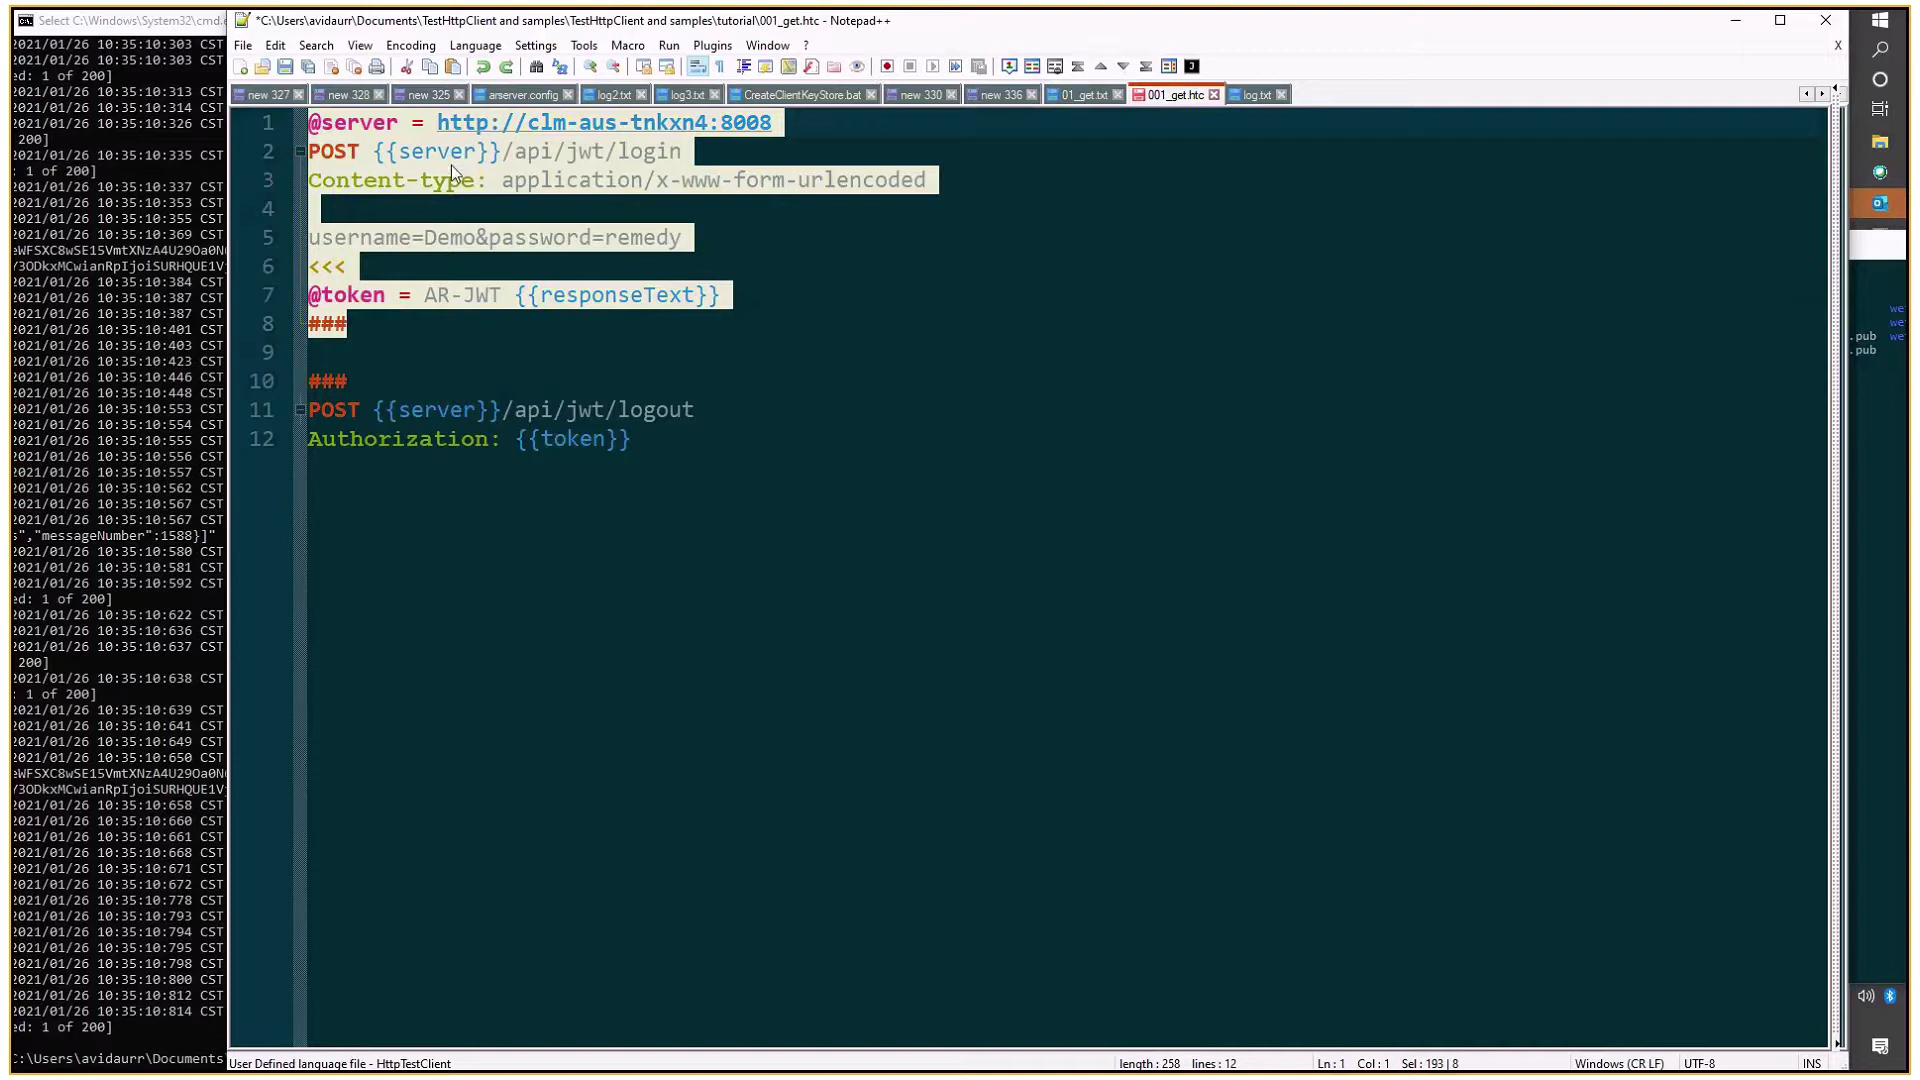 Select C:\Windows\System32\cmd.e
*C:\Users\avidaurr\Documents\TestHttpClient and samples\TestHttpClient and samples\tutorial\001_get.htc - Notepad++
File Edit Search View Encoding Language Settings Tools Macro Run Plugins Window ?
X
new 327 new 328 new 325 arserver.config log2.txt log3.txt CreateClientKeyStore.bat new 330 new 336 01_get.txt 001_get.htc log.txt
1 @server = http://clm-aus-tnkxn4:8008
2 POST {{server}}/api/jwt/login
3 Content-type: application/x-www-form-urlencoded
4
5 username=Demo&password=remedy
6 <<<
7 @token = AR-JWT {{responseText}}
8 ###
9
10 ###
11 POST {{server}}/api/jwt/logout
12 Authorization: {{token}}
2021/01/26 10:35:10:303 CST
2021/01/26 10:35:10:303 CST
ed: 1 of 200]
2021/01/26 10:35:10:313 CST
2021/01/26 10:35:10:314 CST
2021/01/26 10:35:10:326 CST
200]
2021/01/26 10:35:10:335 CST
: 1 of 200]
2021/01/26 10:35:10:337 CST
2021/01/26 10:35:10:353 CST
2021/01/26 10:35:10:355 CST
2021/01/26 10:35:10:369 CST
2021/01/26 10:35:10:384 CST
2021/01/26 10:35:10:387 CST
2021/01/26 10:35:10:387 CST
2021/01/26 10:35:10:401 CST
2021/01/26 10:35:10:403 CST
2021/01/26 10:35:10:423 CST
2021/01/26 10:35:10:446 CST
2021/01/26 10:35:10:448 CST
2021/01/26 10:35:10:553 CST
2021/01/26 10:35:10:554 CST
2021/01/26 10:35:10:555 CST
2021/01/26 10:35:10:556 CST
2021/01/26 10:35:10:557 CST
2021/01/26 10:35:10:562 CST
2021/01/26 10:35:10:567 CST
2021/01/26 10:35:10:567 CST
s","messageNumber":1588}]"
2021/01/26 10:35:10:580 CST
2021/01/26 10:35:10:581 CST
2021/01/26 10:35:10:592 CST
ed: 1 of 200]
2021/01/26 10:35:10:622 CST
2021/01/26 10:35:10:636 CST
2021/01/26 10:35:10:637 CST
200]
2021/01/26 10:35:10:638 CST
: 1 of 200]
2021/01/26 10:35:10:639 CST
2021/01/26 10:35:10:641 CST
2021/01/26 10:35:10:649 CST
2021/01/26 10:35:10:650 CST
2021/01/26 10:35:10:658 CST
2021/01/26 10:35:10:660 CST
2021/01/26 10:35:10:661 CST
2021/01/26 10:35:10:668 CST
2021/01/26 10:35:10:671 CST
2021/01/26 10:35:10:672 CST
2021/01/26 10:35:10:778 CST
2021/01/26 10:35:10:793 CST
2021/01/26 10:35:10:794 CST
2021/01/26 10:35:10:795 CST
2021/01/26 10:35:10:798 CST
2021/01/26 10:35:10:800 CST
2021/01/26 10:35:10:812 CST
2021/01/26 10:35:10:814 CST
ed: 1 of 200]
C:\Users\avidaurr\Documents
we
.pub we
.pub
User Defined language file - HttpTestClient length : 258 lines : 12 Ln : 1 Col : 1 Sel : 193 | 8 Windows (CR LF) UTF-8 INS